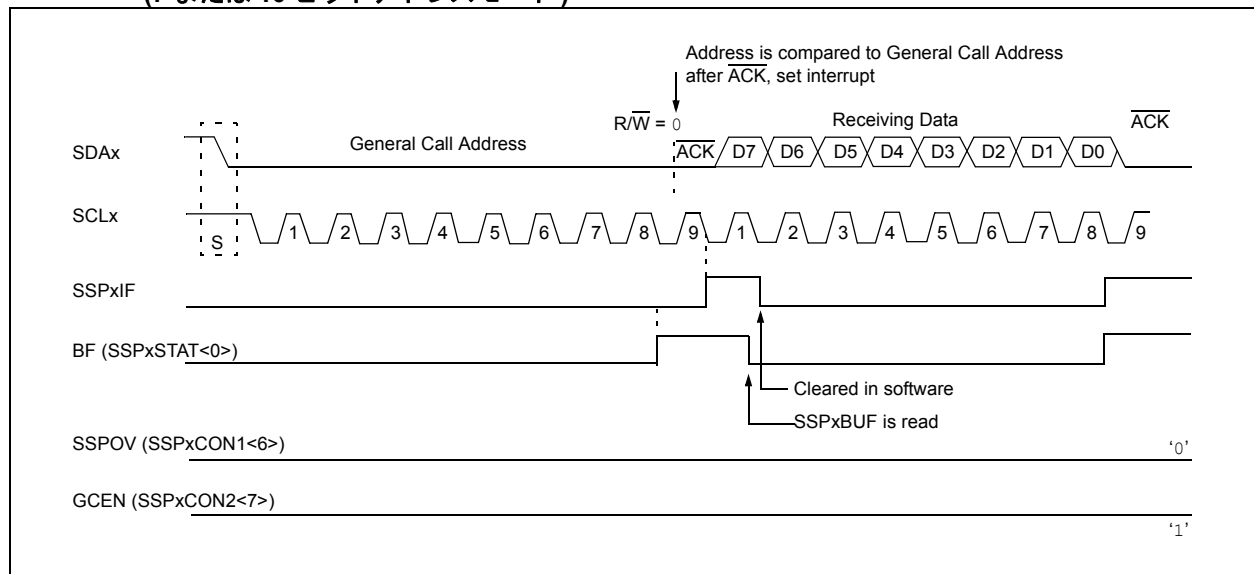 Address is compared to General Call Address
after ACK, set interrupt
R/W = 0
Receiving Data
ACK
SDAx
General Call Address
ACK D7 D6 D5 D4 D3 D2 D1 D0
SCLx
S
1 2 3 4 5 6 7 8 9 1 2 3 4 5 6 7 8 9
SSPxIF
BF (SSPxSTAT<0>)
Cleared in software
SSPxBUF is read
SSPOV (SSPxCON1<6>)
‘0’
GCEN (SSPxCON2<7>)
‘1’